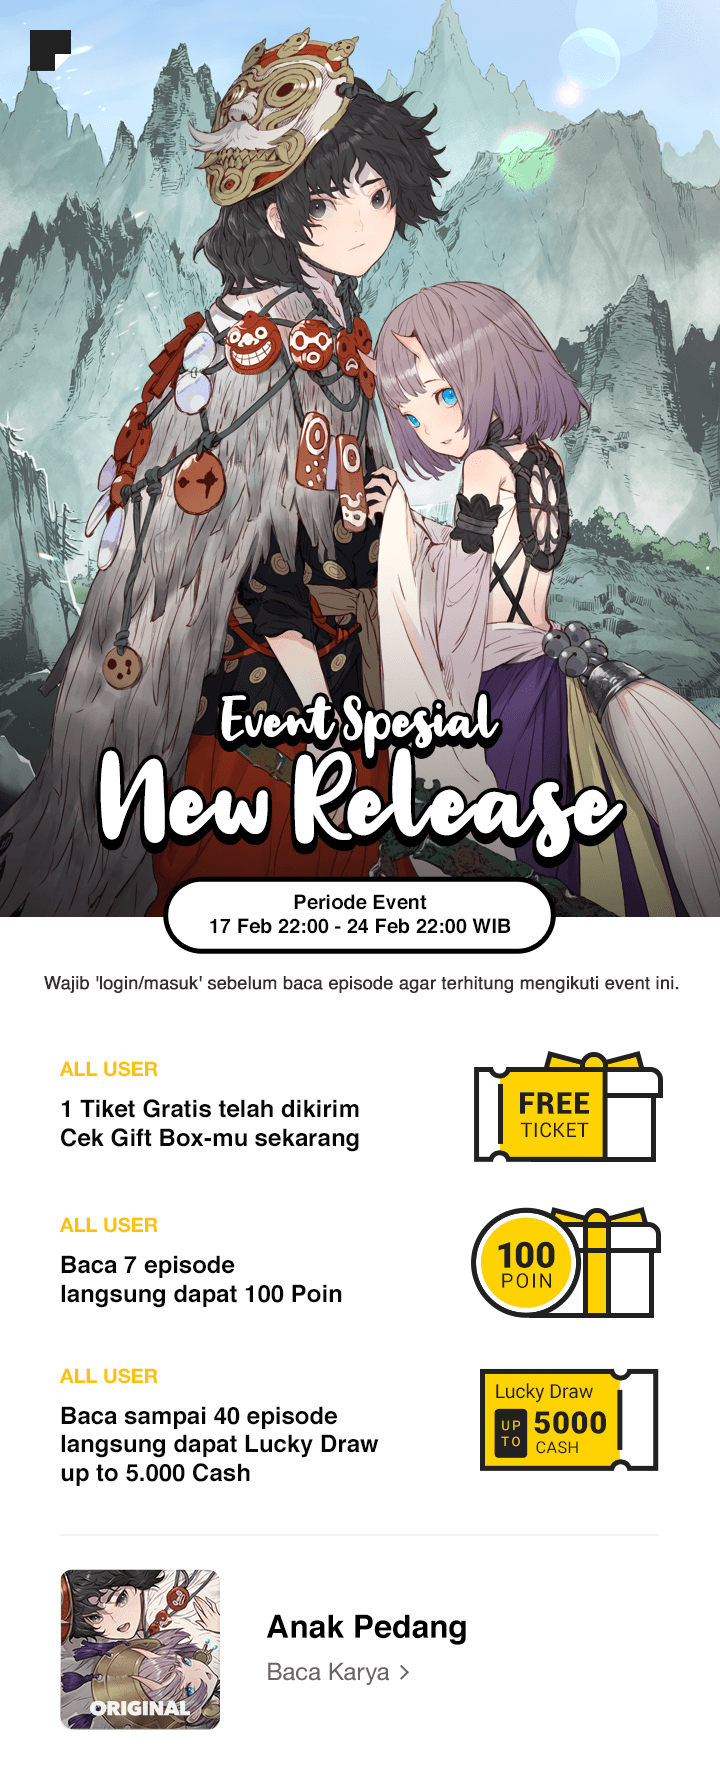 Event Spesial
New Release
Periode Event
17 Feb 22:00 - 24 Feb 22:00 WIB
Wajib 'login/masuk' sebelum baca episode agar terhitung mengikuti event ini.
ALL USER
1 Tiket Gratis telah dikirim
Cek Gift Box-mu sekarang
FREE
TICKET
ALL USER
Baca 7 episode
langsung dapat 100 Poin
100
POIN
ALL USER
Baca sampai 40 episode
langsung dapat Lucky Draw
up to 5.000 Cash
Lucky Draw
UP TO
5000
CASH
ORIGINAL
Anak Pedang
Baca Karya >